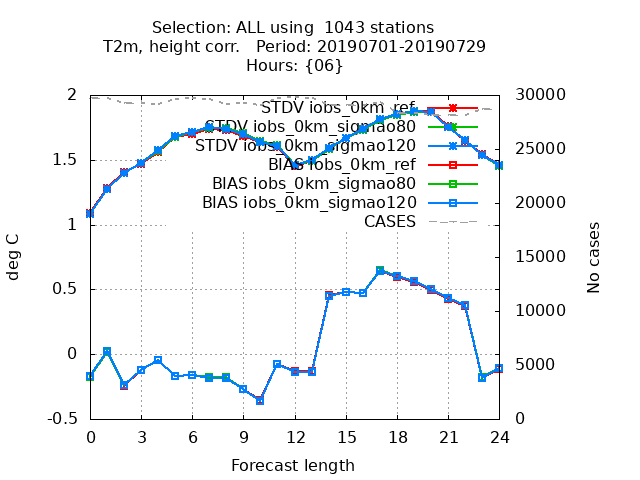 Selection: ALL using  1043 stations
T2m, height corr.   Period: 20190701-20190729
Hours: {06}
2 30000
STDV iobs_0km_ref
STDV iobs_0km_sigmao80
STDV iobs_0km_sigmao120
BIAS iobs_0km_ref
BIAS iobs_0km_sigmao80
BIAS iobs_0km_sigmao120
CASES
1.5 25000
1 20000
15000
0.5 10000
0 5000
-0.5 0
deg C
No cases
0 3 6 9 12 15 18 21 24
Forecast length